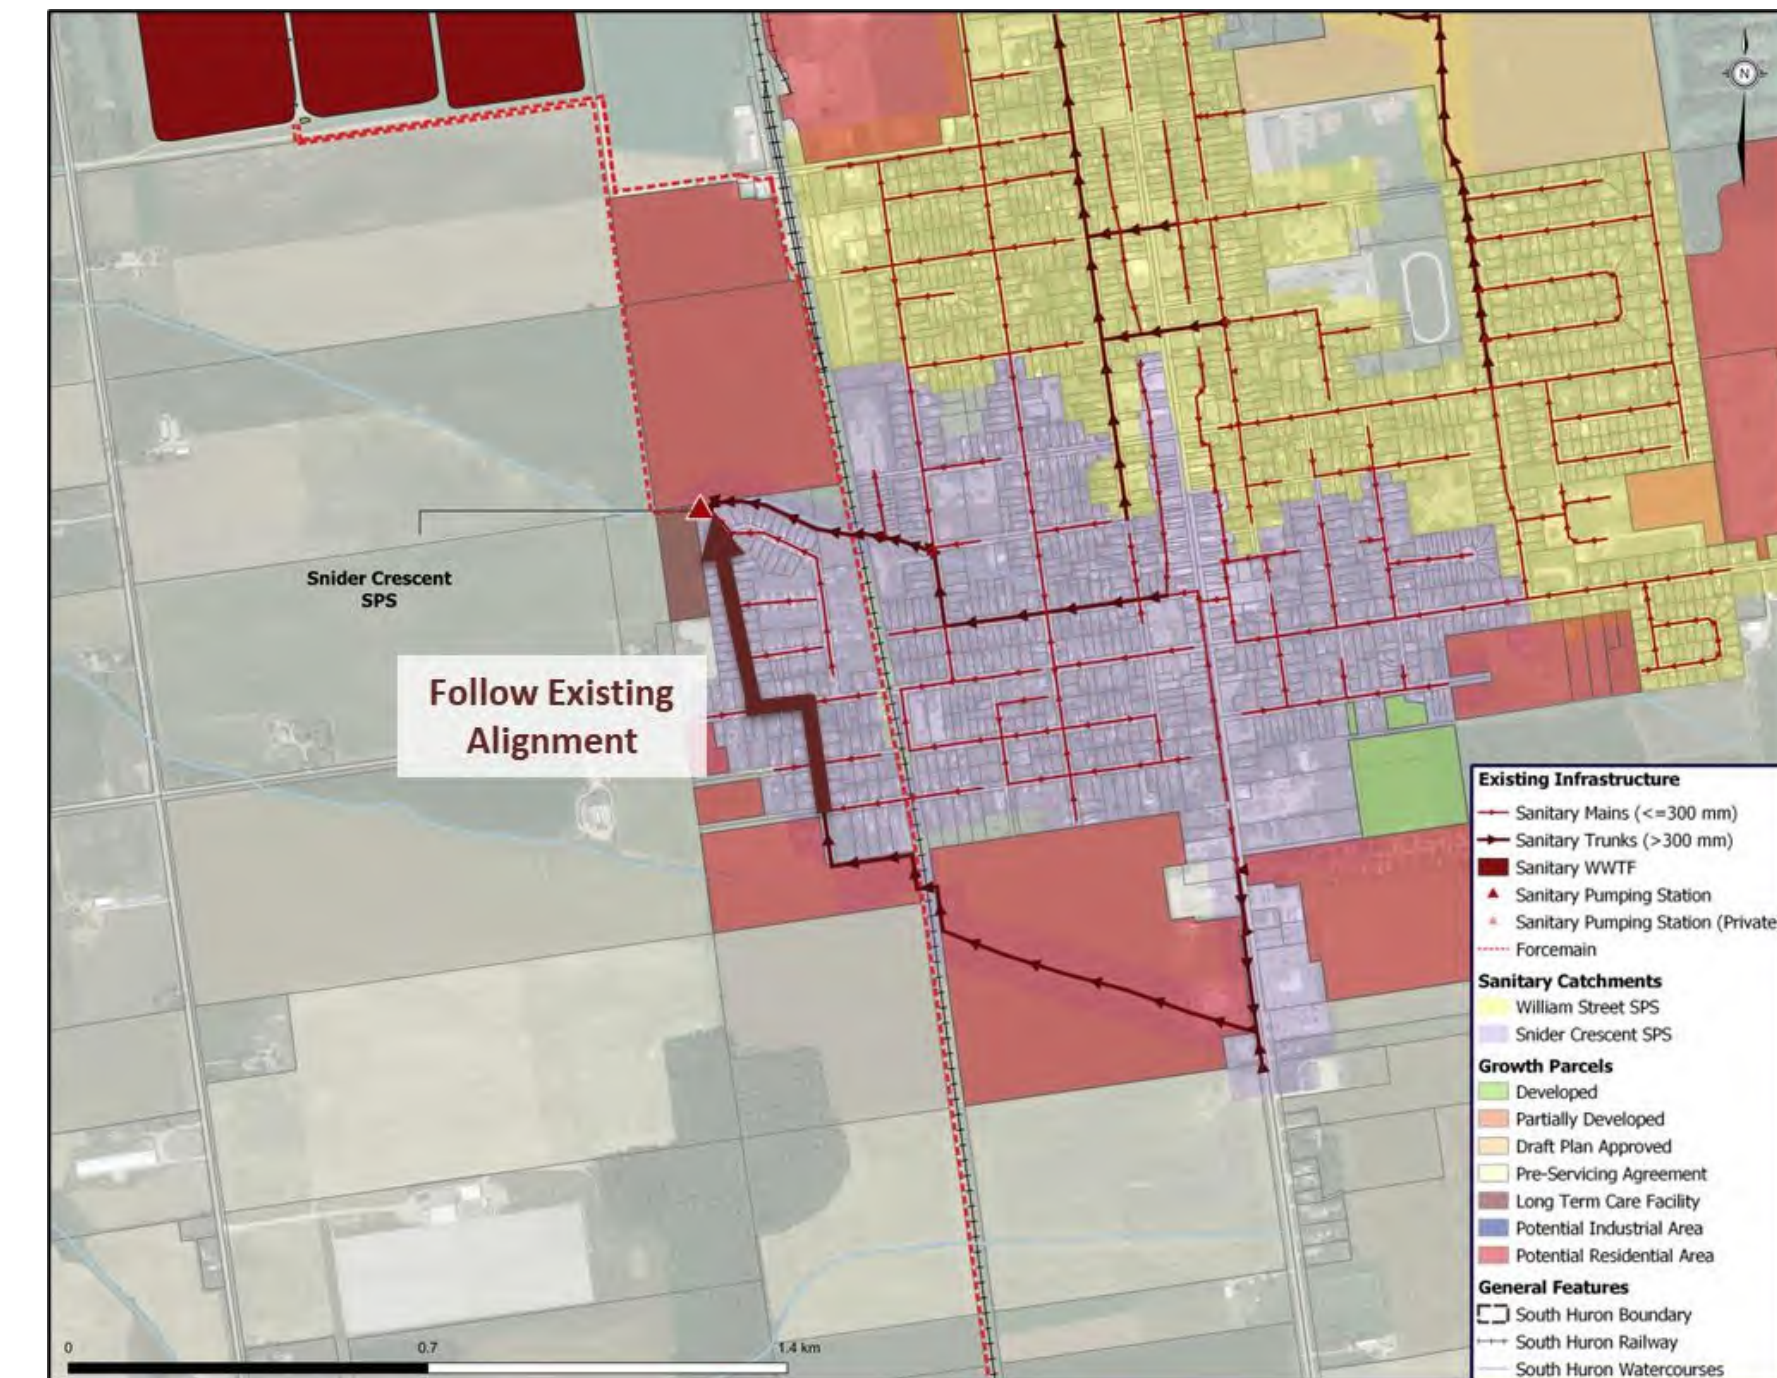 N
Snider Crescent
SPS
Follow Existing
Alignment
Existing Infrastructure
Sanitary Mains (<=300 mm)
Sanitary Trunks (>300 mm)
Sanitary WWTF
Sanitary Pumping Station
Sanitary Pumping Station (Private
Forcemain
Sanitary Catchments
William Street SPS
Snider Crescent SPS
Growth Parcels
Developed
Partially Developed
Draft Plan Approved
Pre-Servicing Agreement
Long Term Care Facility
Potential Industrial Area
Potential Residential Area
General Features
South Huron Boundary
South Huron Railway
South Huron Watercourses
0 0.7 1.4 km